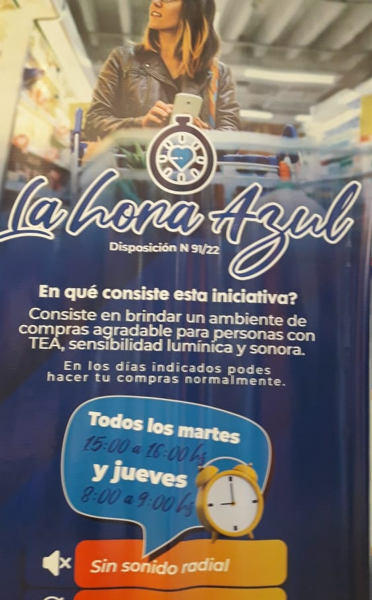 La hora Azul
Disposición N 91/22
En qué consiste esta iniciativa?
Consiste en brindar un ambiente de
compras agradable para personas con
TEA, sensibilidad lumínica y sonora.
En los días indicados podes
hacer tu compras normalmente.
Todos los martes
15:00 a 16:00 hs
y jueves
8:00 a 9:00 hs
Sin sonido radial